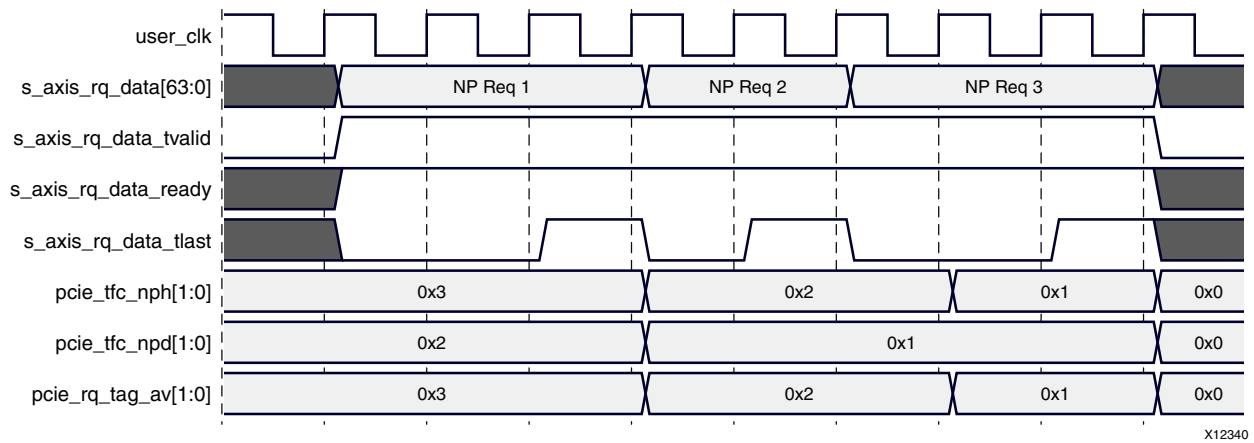 user_clk
s_axis_rq_data[63:0] NP Req 1 NP Req 2 NP Req 3
s_axis_rq_data_tvalid
s_axis_rq_data_ready
s_axis_rq_data_tlast
pcie_tfc_nph[1:0] 0x3 0x2 0x1 0x0
pcie_tfc_npd[1:0] 0x2 0x1 0x0
pcie_rq_tag_av[1:0] 0x3 0x2 0x1 0x0
X12340